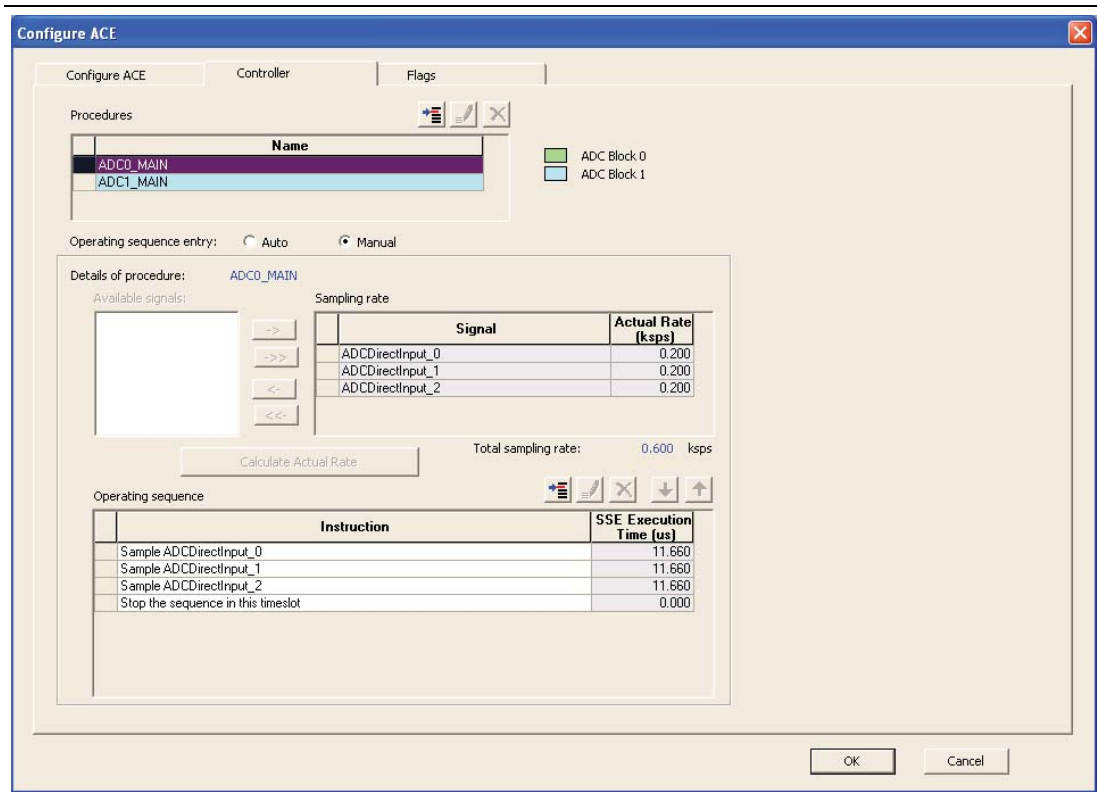 Configure ACE
Configure ACE Controller Flags
Procedures
Name
ADC0_MAIN
ADC1_MAIN
ADC Block 0
ADC Block 1
Operating sequence entry: Auto Manual
Details of procedure: ADC0_MAIN
Available signals:
Sampling rate
-> 
->>
<-
<<-
Signal Actual Rate (ksps)
ADCDirectInput_0 0.200
ADCDirectInput_1 0.200
ADCDirectInput_2 0.200
Total sampling rate: 0.600 ksps
Calculate Actual Rate
Operating sequence
Instruction SSE Execution Time (us)
Sample ADCDirectInput_0 11.660
Sample ADCDirectInput_1 11.660
Sample ADCDirectInput_2 11.660
Stop the sequence in this timeslot 0.000
OK Cancel